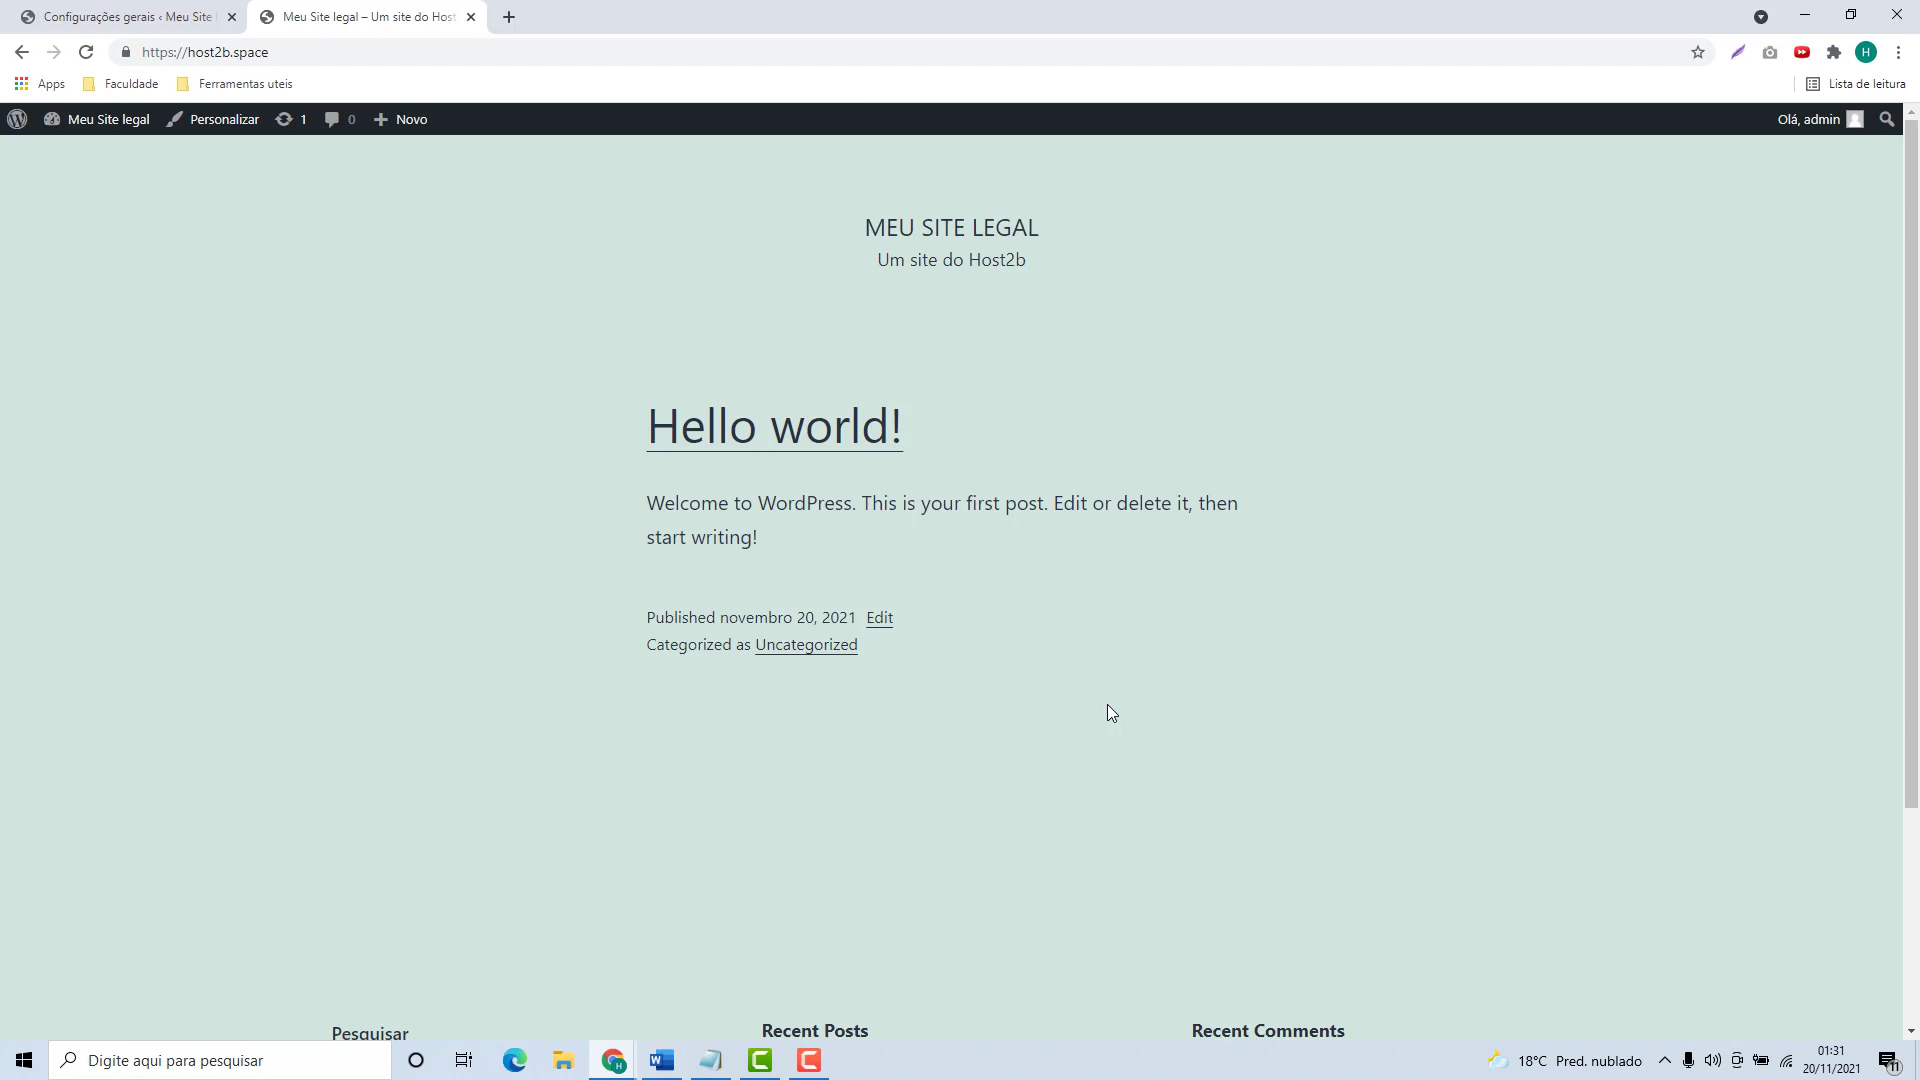 Configurações gerais ‹ Meu Site
Meu Site legal – Um site do Host
https://host2b.space
Apps
Faculdade
Ferramentas uteis
Lista de leitura
H
Meu Site legal
Personalizar
1
0
Novo
Olá, admin
MEU SITE LEGAL
Um site do Host2b
Hello world!
Welcome to WordPress. This is your first post. Edit or delete it, then
start writing!
Published novembro 20, 2021 Edit
Categorized as Uncategorized
Pesquisar
Recent Posts
Recent Comments
Digite aqui para pesquisar
18°C Pred. nublado
01:31
20/11/2021
11